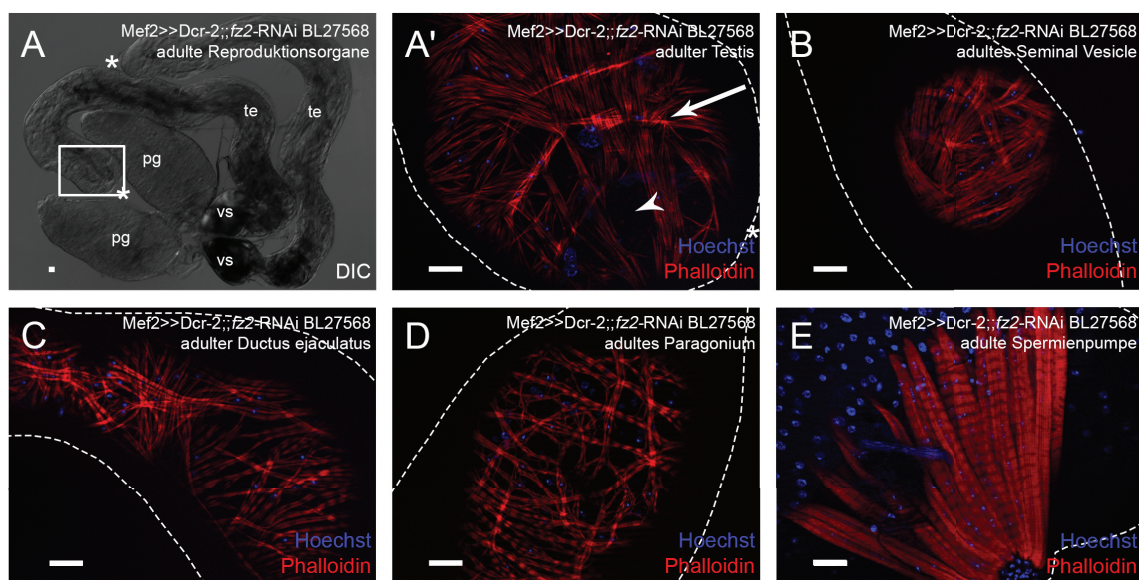 A
Mef2>>Dcr-2;;fz2-RNAi BL27568
adulte Reproduktionsorgane
*
te
te
pg
*
vs
pg
vs
DIC
A'
Mef2>>Dcr-2;;fz2-RNAi BL27568
adulter Testis
*
Hoechst
Phalloidin
B
Mef2>>Dcr-2;;fz2-RNAi BL27568
adultes Seminal Vesicle
Hoechst
Phalloidin
C
Mef2>>Dcr-2;;fz2-RNAi BL27568
adulter Ductus ejaculatus
Hoechst
Phalloidin
D
Mef2>>Dcr-2;;fz2-RNAi BL27568
adultes Paragonium
Hoechst
Phalloidin
E
Mef2>>Dcr-2;;fz2-RNAi BL27568
adulte Spermienpumpe
Hoechst
Phalloidin